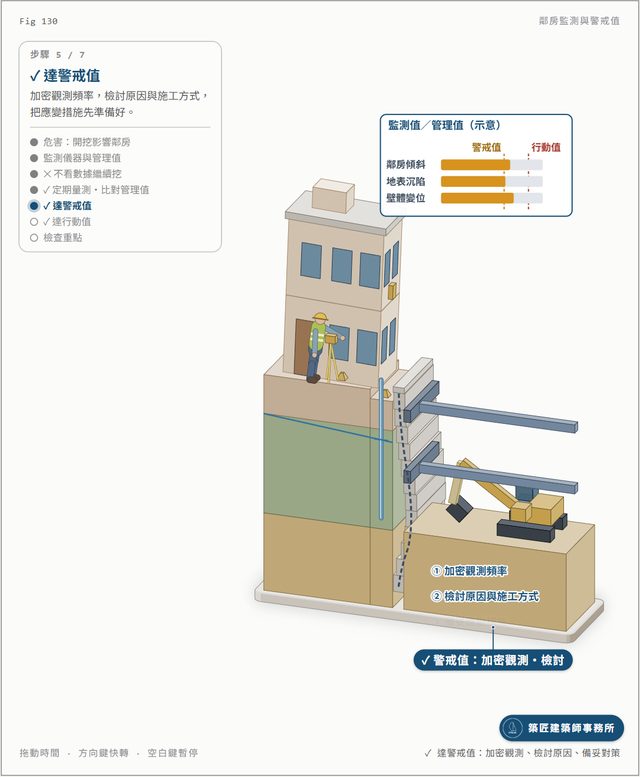 Fig 130
鄰房監測與警戒值
步驟 5 / 7
✓ 達警戒值
加密觀測頻率，檢討原因與施工方式，
把應變措施先準備好。
危害：開挖影響鄰房
監測儀器與管理值
✕ 不看數據繼續挖
✓ 定期量測・比對管理值
✓ 達警戒值
✓ 達行動值
檢查重點
監測值／管理值（示意）
警戒值 行動值
鄰房傾斜
地表沉陷
壁體變位
① 加密觀測頻率
② 檢討原因與施工方式
✓ 警戒值：加密觀測・檢討
築匠建築師事務所
拖動時間 · 方向鍵快轉 · 空白鍵暫停
✓ 達警戒值：加密觀測、檢討原因、備妥對策